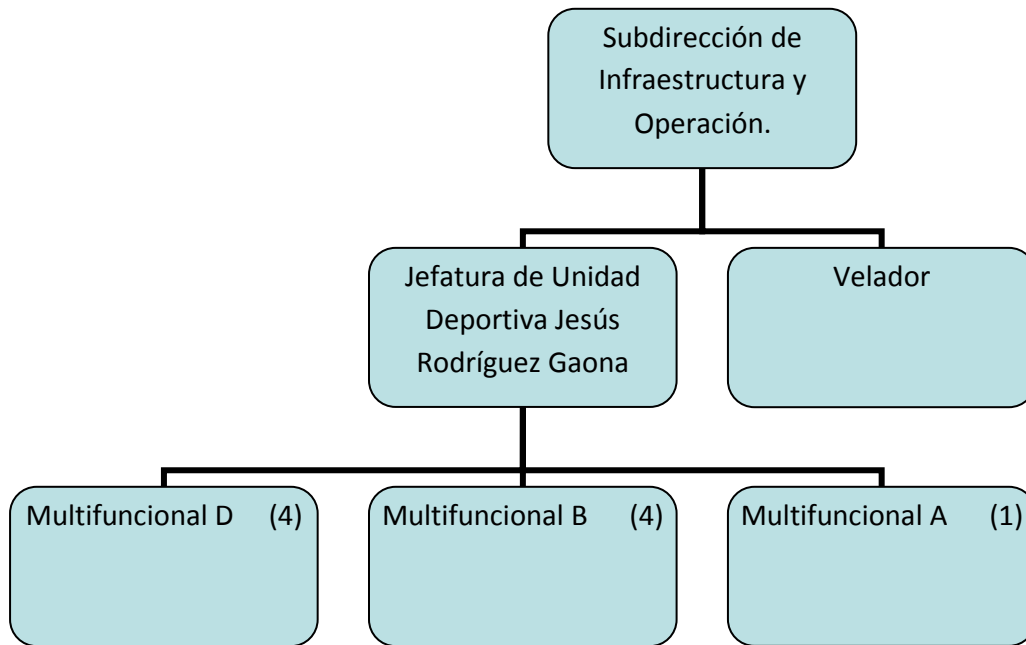 Subdirección de
Infraestructura y
Operación.
Jefatura de Unidad
Deportiva Jesús
Rodríguez Gaona
Velador
Multifuncional D (4)
Multifuncional B (4)
Multifuncional A (1)